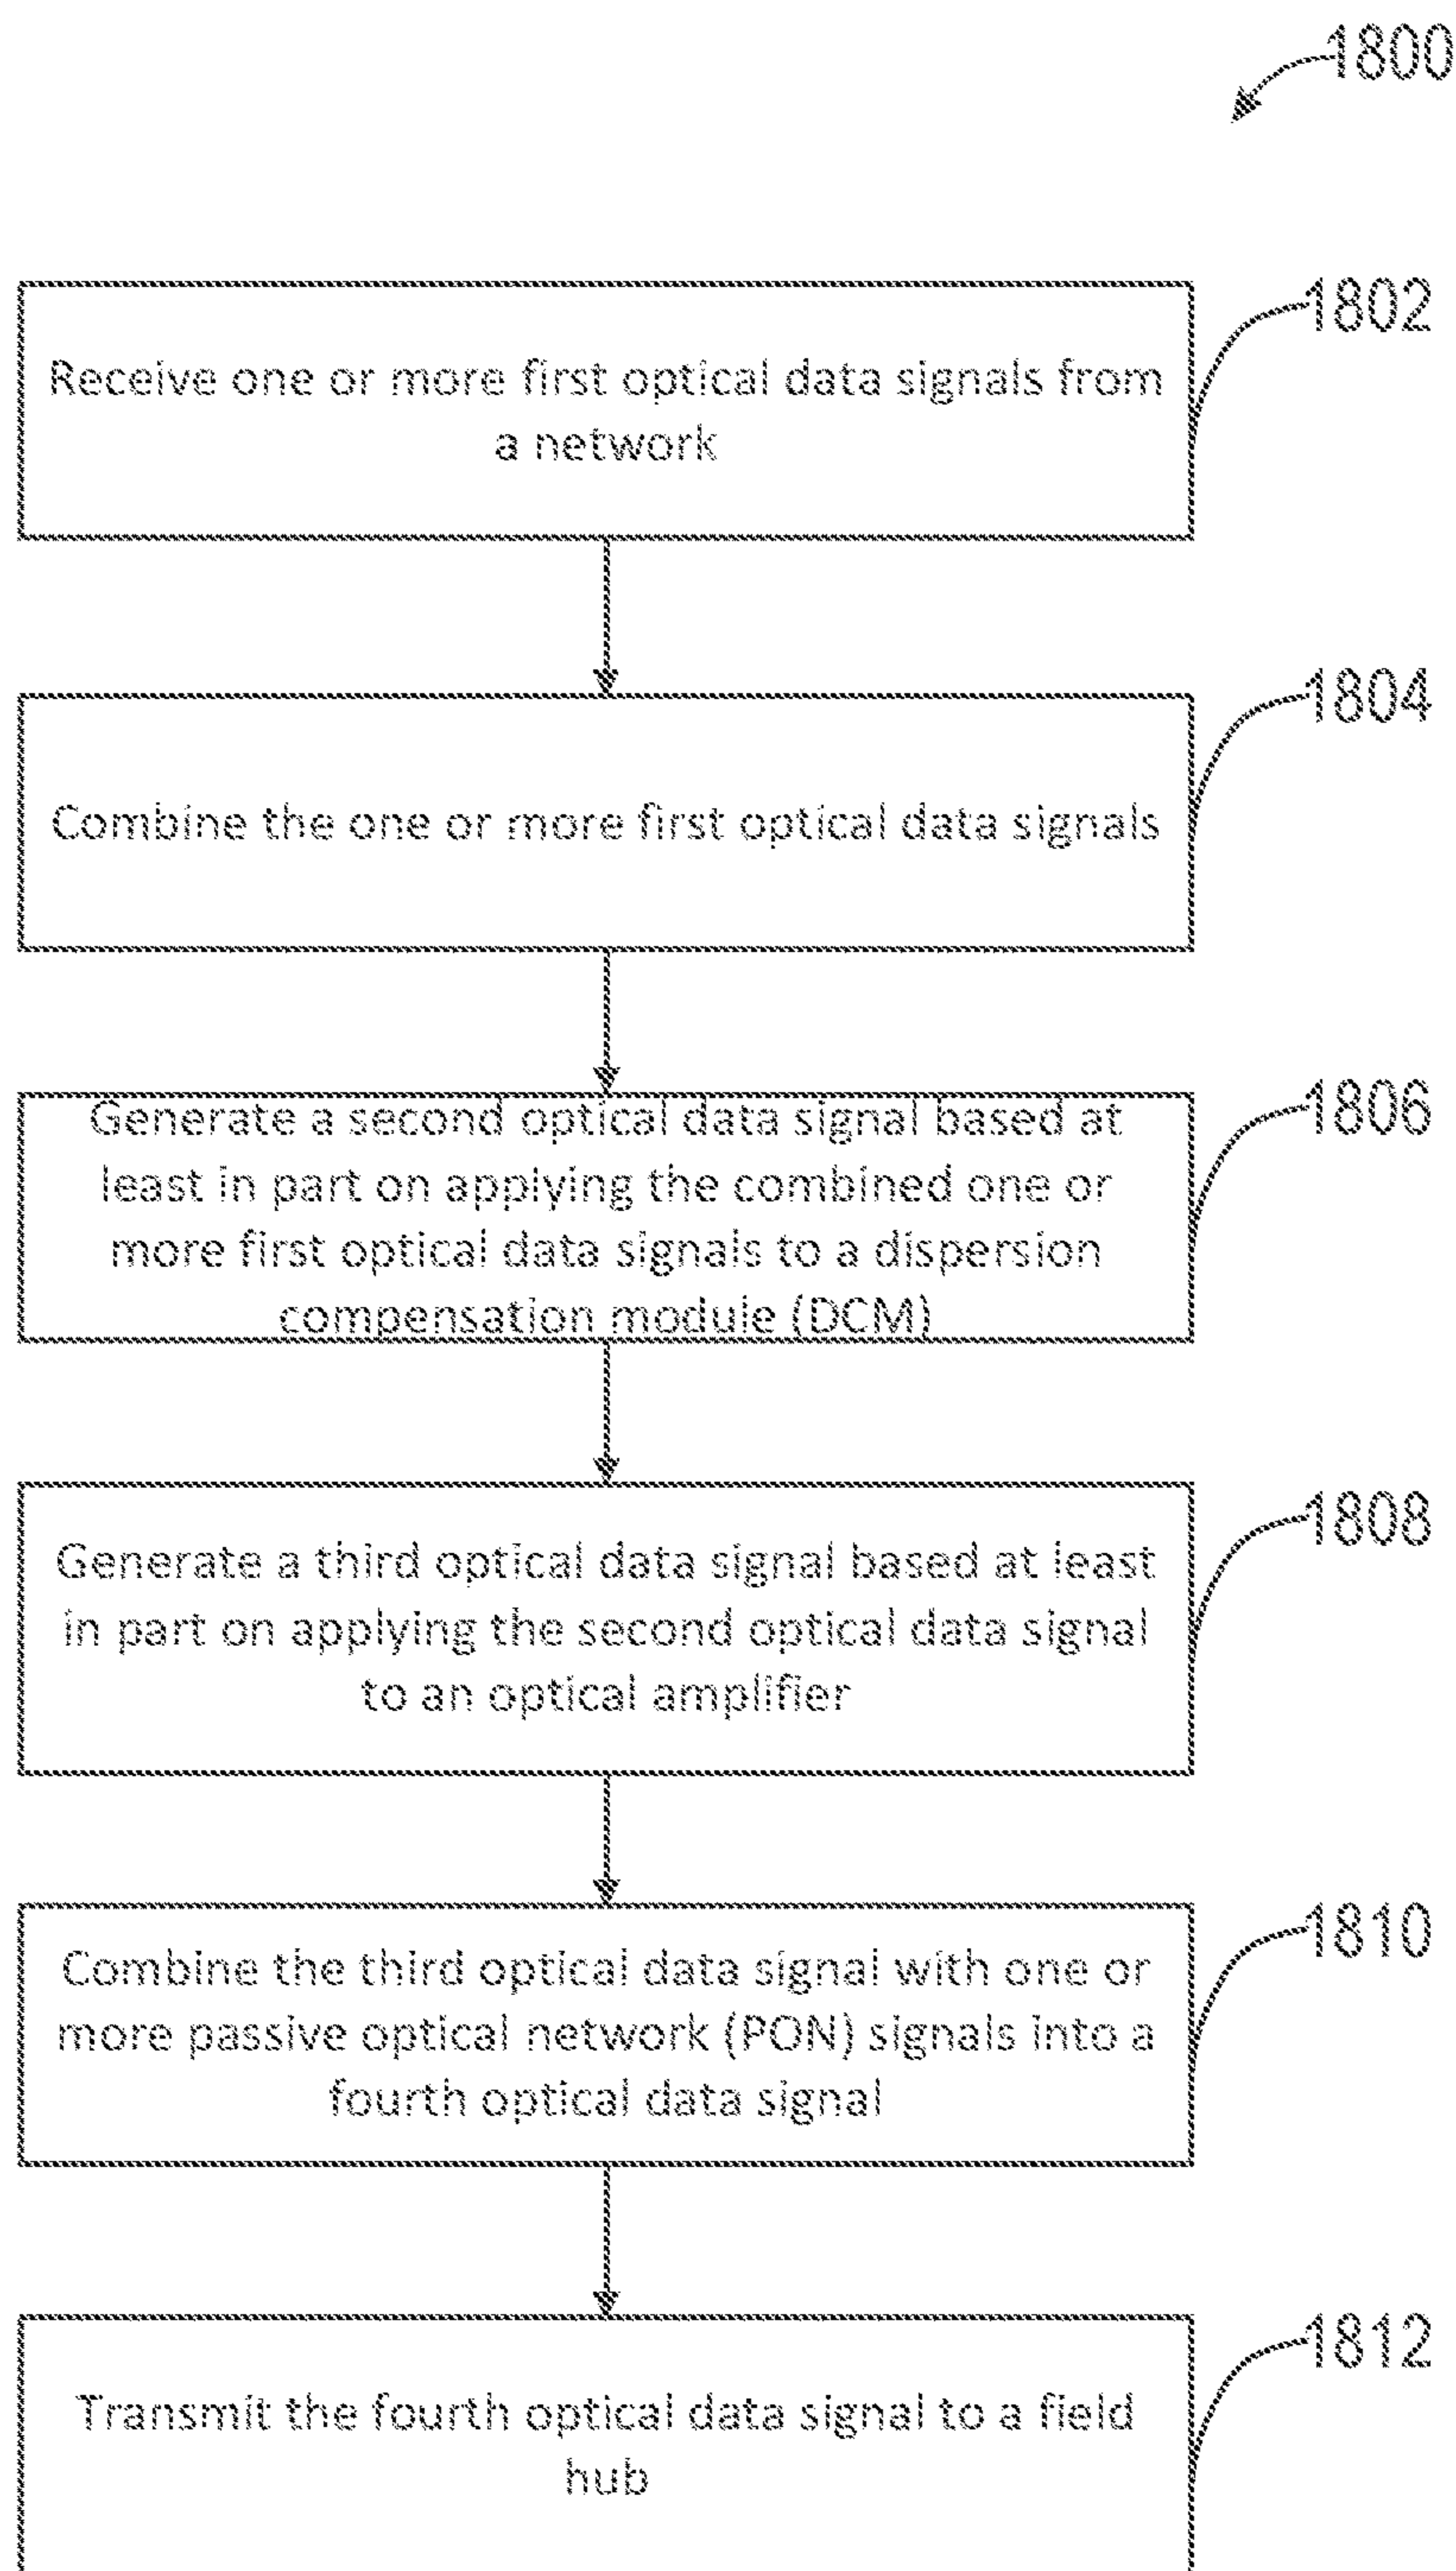 1800
1802
Receive one or more first optical data signals from
a network
1804
Combine the one or more first optical data signals
1806
Generate a second optical data signal based at
least in part on applying the combined one or
more first optical data signals to a dispersion
compensation module (DCM)
1808
Generate a third optical data signal based at least
in part on applying the second optical data signal
to an optical amplifier
1810
Combine the third optical data signal with one or
more passive optical network (PON) signals into a
fourth optical data signal
1812
Transmit the fourth optical data signal to a field
hub